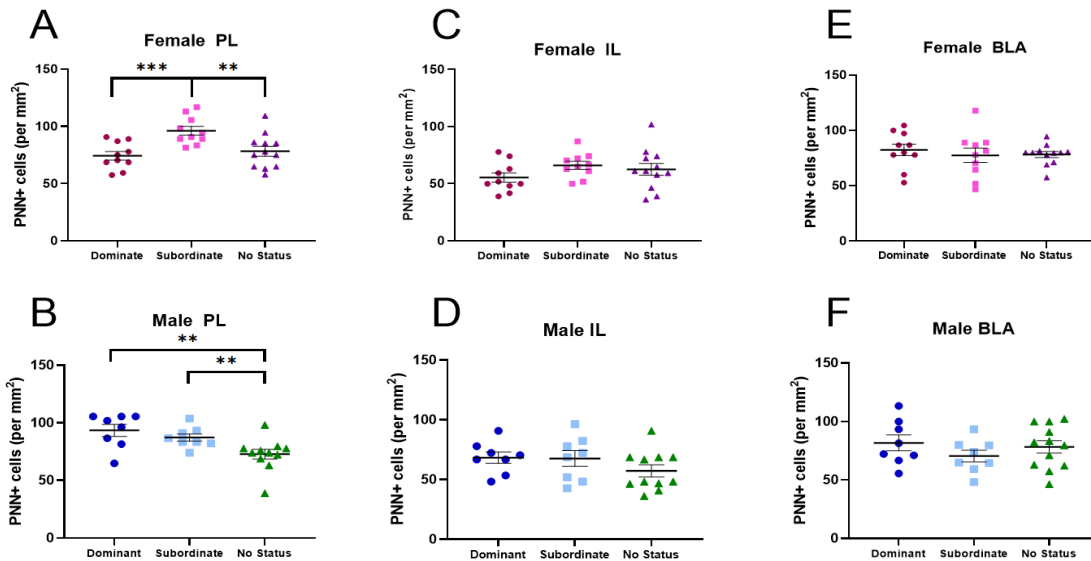 A
Female PL
PNN+ cells (per mm²)
150
100
50
0
***
**
Dominate
Subordinate
No Status
C
Female IL
PNN+ cells (per mm²)
150
100
50
0
Dominate
Subordinate
No Status
E
Female BLA
PNN+ cells (per mm²)
150
100
50
0
Dominate
Subordinate
No Status
B
Male PL
PNN+ cells (per mm²)
150
100
50
0
**
**
Dominant
Subordinate
No Status
D
Male IL
PNN+ cells (per mm²)
150
100
50
0
Dominant
Subordinate
No Status
F
Male BLA
PNN+ cells (per mm²)
150
100
50
0
Dominant
Subordinate
No Status